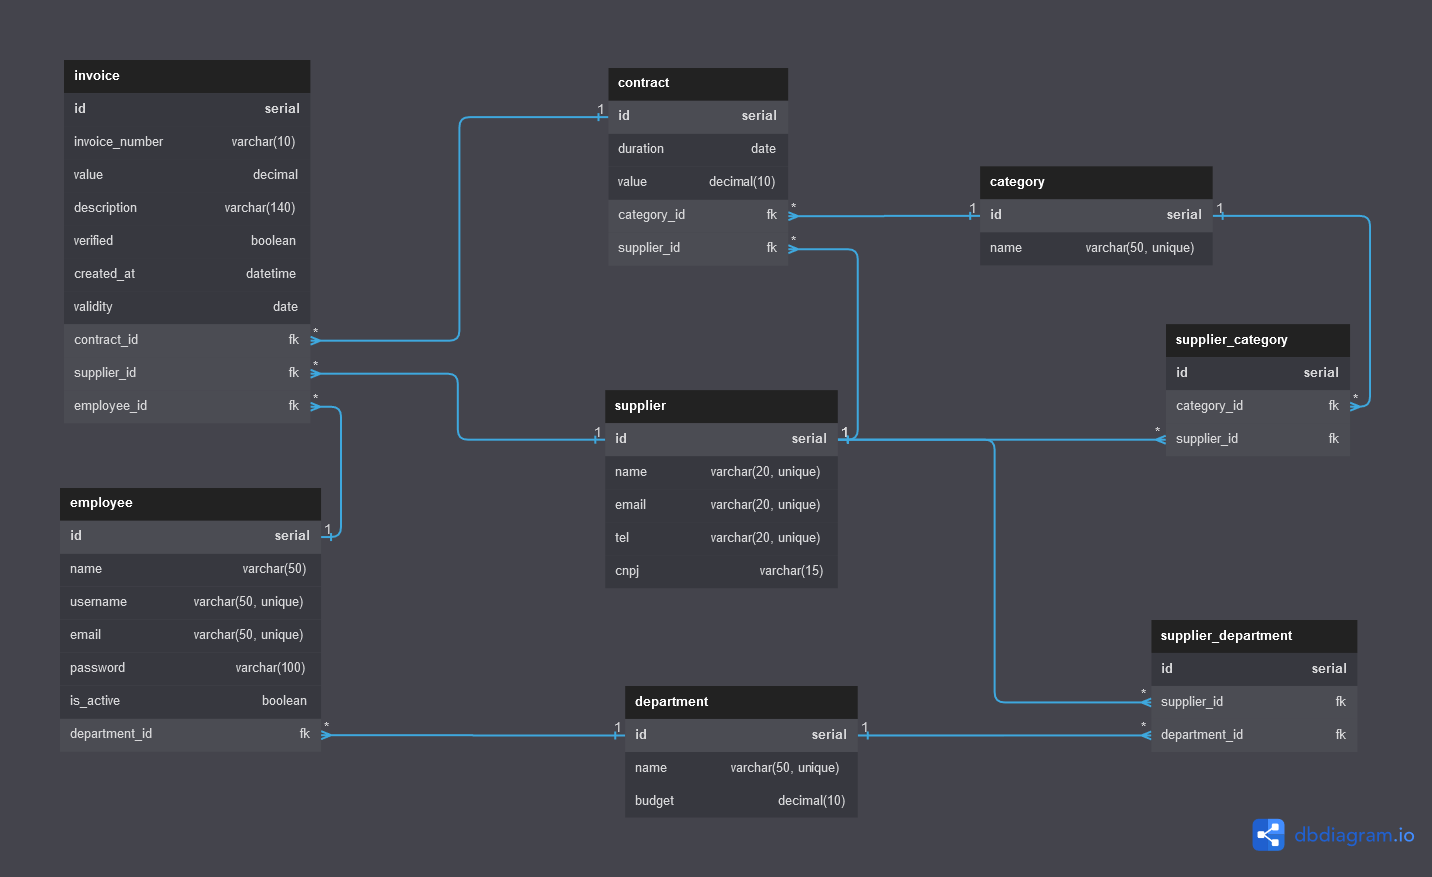 invoice
id serial
invoice_number varchar(10)
value decimal
description varchar(140)
verified boolean
created_at datetime
validity date
contract_id fk *
supplier_id fk *
employee_id fk *
contract
1 id serial
duration date
value decimal(10)
category_id fk *
supplier_id fk *
category
1 id serial 1
name varchar(50, unique)
supplier_category
id serial
category_id fk *
* supplier_id fk
supplier
1 id serial 1
name varchar(20, unique)
email varchar(20, unique)
tel varchar(20, unique)
cnpj varchar(15)
employee
id serial 1
name varchar(50)
username varchar(50, unique)
email varchar(50, unique)
password varchar(100)
is_active boolean
department_id fk *
department
1 id serial 1
name varchar(50, unique)
budget decimal(10)
supplier_department
id serial
* supplier_id fk
* department_id fk
dbdiagram.io